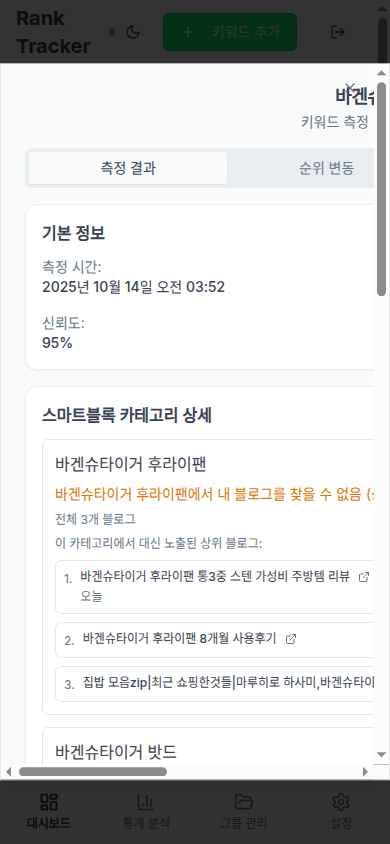 Rank
Tracker
키워드 추가
바겐슈
키워드 측정
측정 결과
순위 변동
기본 정보
측정 시간:
2025년 10월 14일 오전 03:52
신뢰도:
95%
스마트블록 카테고리 상세
바겐슈타이거 후라이팬
바겐슈타이거 후라이팬에서 내 블로그를 찾을 수 없음
전체 3개 블로그
이 카테고리에서 대신 노출된 상위 블로그:
1. 바겐슈타이거 후라이팬 통3중 스텐 가성비 주방템 리뷰
오늘
2. 바겐슈타이거 후라이팬 8개월 사용후기
3. 집밥 모음zip|최근 쇼핑한것들|마루히로 하사미,바겐슈타이
바겐슈타이거 밧드
대시보드
통계 분석
그룹 관리
설정